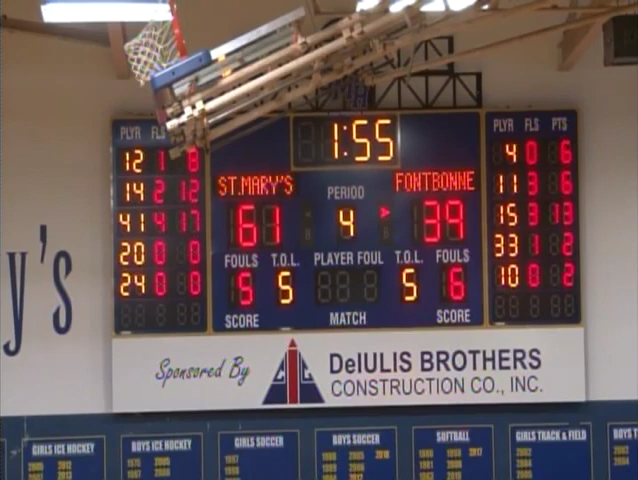 1:55
PLYR FLS
PLYR FLS PTS
12 1 8
14 2 12
41 4 17
20 0 0
24 0 0
ST.MARY'S
PERIOD
FONTBONNE
61
4
39
FOULS T.O.L. PLAYER FOUL T.O.L. FOULS
5 5 5 6
SCORE MATCH SCORE
4 0 6
11 3 6
15 3 13
33 1 2
10 0 2
y's
Sponsored By
DeIULIS BROTHERS
CONSTRUCTION CO., INC.
GIRLS ICE HOCKEY
BOYS ICE HOCKEY
GIRLS SOCCER
BOYS SOCCER
SOFTBALL
GIRLS TRACK & FIELD
BOYS